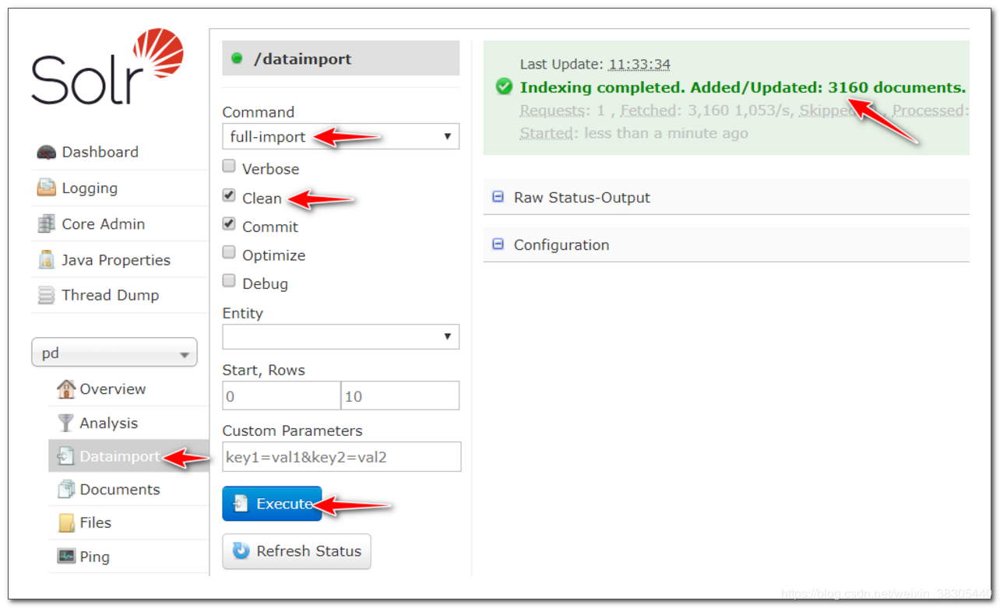 Solr
Dashboard
Logging
Core Admin
Java Properties
Thread Dump
pd
Overview
Analysis
Dataimport
Documents
Files
Ping
/dataimport
Command
full-import
Verbose
Clean
Commit
Optimize
Debug
Entity
Start, Rows
0 10
Custom Parameters
key1=val1&key2=val2
Execute
Refresh Status
Last Update: 11:33:34
Indexing completed. Added/Updated: 3160 documents.
Requests: 1 , Fetched: 3,160 1,053/s, Skipped , Processed:
Started: less than a minute ago
Raw Status-Output
Configuration
https://blog.csdn.net/weixin_38305440